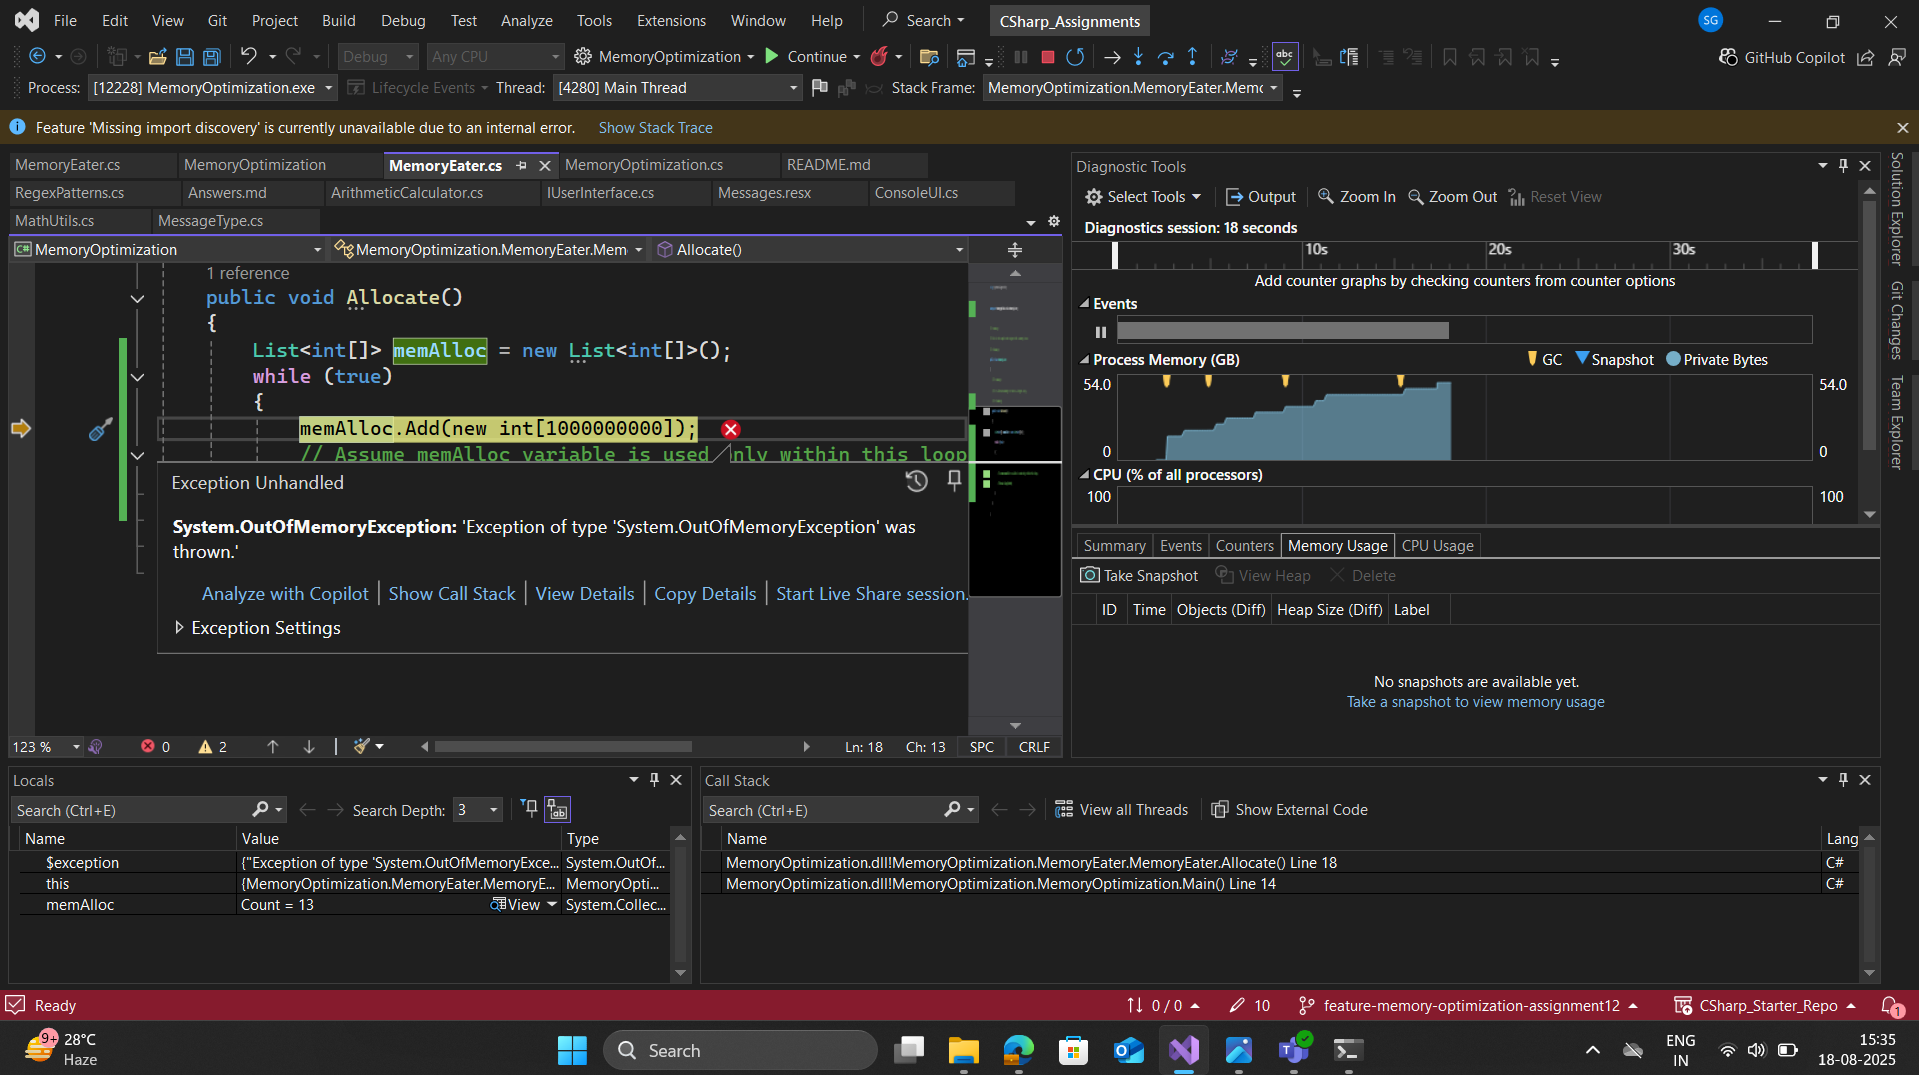 File Edit View Git Project Build Debug Test Analyze Tools Extensions Window Help Search CSharp_Assignments SG
Debug Any CPU MemoryOptimization Continue abc GitHub Copilot
Process: [12228] MemoryOptimization.exe Lifecycle Events Thread: [4280] Main Thread Stack Frame: MemoryOptimization.MemoryEater.Memo
Feature 'Missing import discovery' is currently unavailable due to an internal error. Show Stack Trace
MemoryEater.cs MemoryOptimization MemoryEater.cs MemoryOptimization.cs README.md
RegexPatterns.cs Answers.md ArithmeticCalculator.cs IUserInterface.cs Messages.resx ConsoleUI.cs
MathUtils.cs MessageType.cs
C# MemoryOptimization MemoryOptimization.MemoryEater.Mem Allocate()
1 reference
public void Allocate()
{
List<int[]> memAlloc = new List<int[]>();
while (true)
{
memAlloc.Add(new int[1000000000]);
// Assume memAlloc variable is used only within this loop
Exception Unhandled
System.OutOfMemoryException: 'Exception of type 'System.OutOfMemoryException' was
thrown.'
Analyze with Copilot | Show Call Stack | View Details | Copy Details | Start Live Share session.
Exception Settings
123 % 0 2 Ln: 18 Ch: 13 SPC CRLF
Diagnostic Tools
Select Tools Output Zoom In Zoom Out Reset View
Diagnostics session: 18 seconds
10s 20s 30s
Add counter graphs by checking counters from counter options
Events
Process Memory (GB) GC Snapshot Private Bytes
54.0 54.0
0 0
CPU (% of all processors)
100 100
Summary Events Counters Memory Usage CPU Usage
Take Snapshot View Heap Delete
ID Time Objects (Diff) Heap Size (Diff) Label
No snapshots are available yet.
Take a snapshot to view memory usage
Solution Explorer
Git Changes
Team Explorer
Locals
Search (Ctrl+E) Search Depth: 3
Name Value Type
$exception {"Exception of type 'System.OutOfMemoryExce... System.OutOf...
this {MemoryOptimization.MemoryEater.MemoryE... MemoryOpti...
memAlloc Count = 13 View System.Collec...
Call Stack
Search (Ctrl+E) View all Threads Show External Code
Name Lang
MemoryOptimization.dll!MemoryOptimization.MemoryEater.MemoryEater.Allocate() Line 18 C#
MemoryOptimization.dll!MemoryOptimization.MemoryOptimization.Main() Line 14 C#
Ready 0 / 0 10 feature-memory-optimization-assignment12 CSharp_Starter_Repo 1
9+ 28°C
Haze
Search
ENG
IN
15:35
18-08-2025